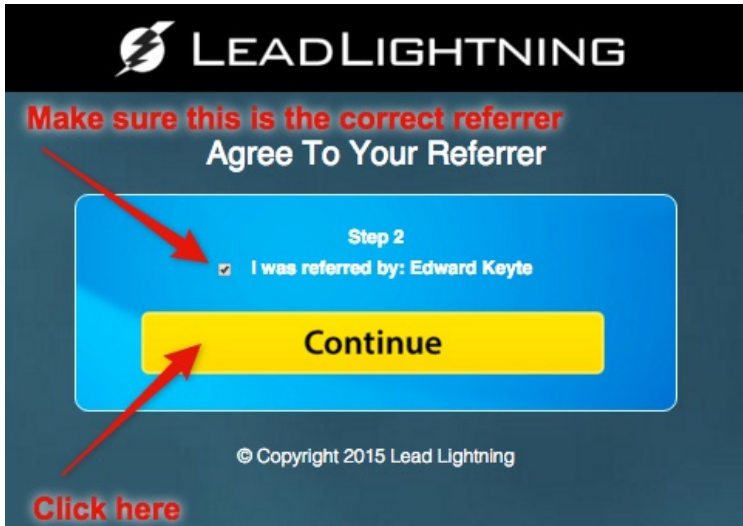 LEADLIGHTNING
Make sure this is the correct referrer
Agree To Your Referrer
Step 2
I was referred by: Edward Keyte
Continue
© Copyright 2015 Lead Lightning
Click here